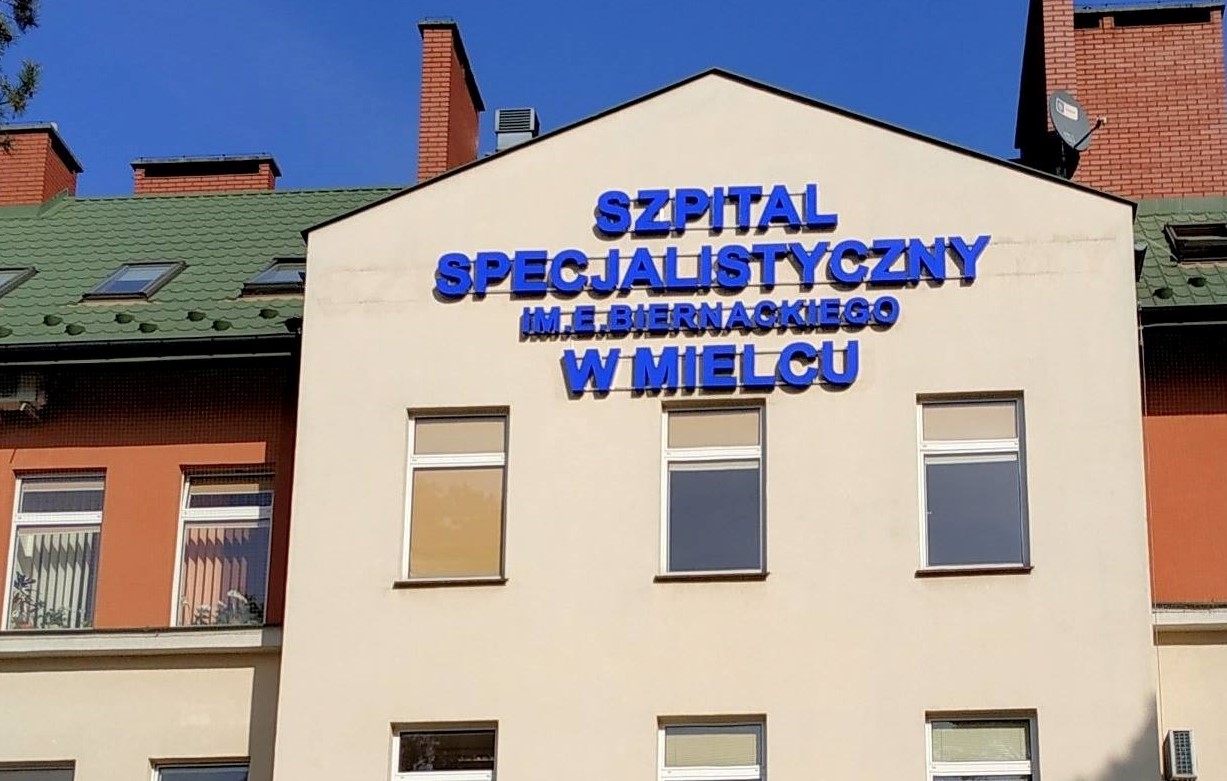 SZPITAL
SPECJALISTYCZNY
IM.E.BIERNACKIEGO
W MIELCU